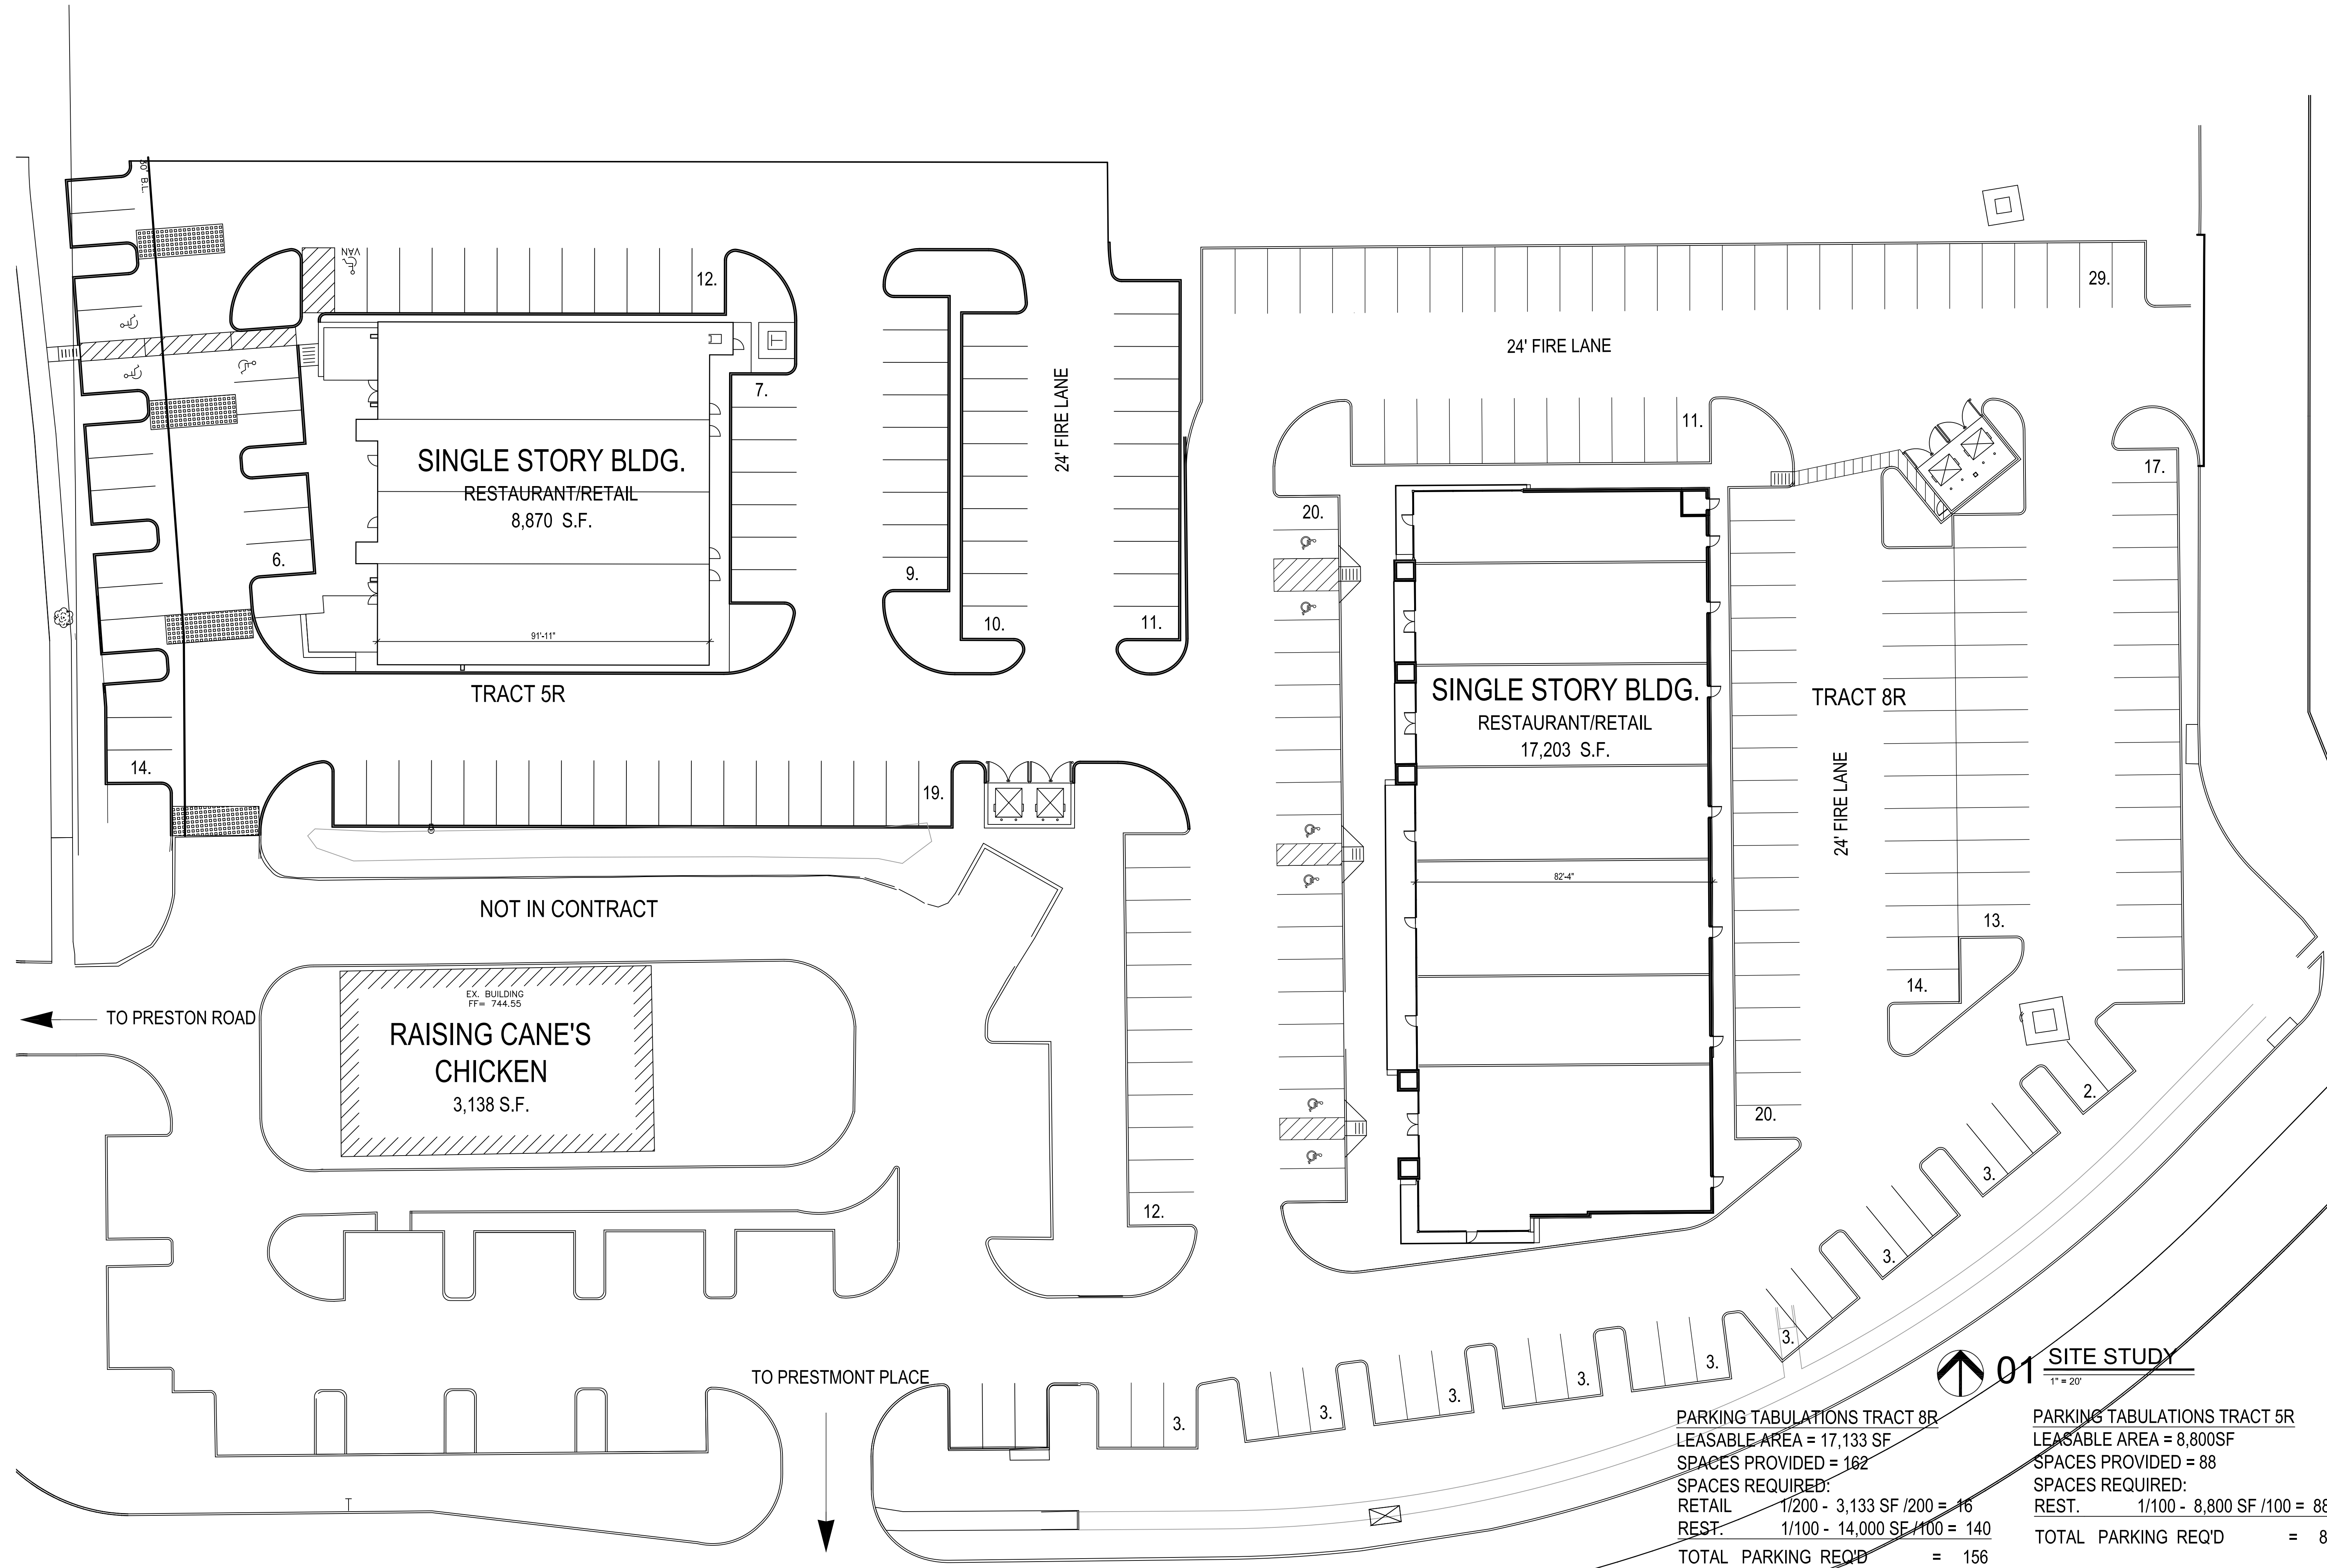 30' B.L.
VAN
12.
7.
SINGLE STORY BLDG.
RESTAURANT/RETAIL
8,870 S.F.
6.
91'-11"
TRACT 5R
14.
9.
10.
24' FIRE LANE
11.
19.
29.
24' FIRE LANE
11.
17.
20.
SINGLE STORY BLDG.
RESTAURANT/RETAIL
17,203 S.F.
82'-4"
TRACT 8R
24' FIRE LANE
13.
14.
20.
12.
NOT IN CONTRACT
TO PRESTON ROAD
EX. BUILDING
FF= 744.55
RAISING CANE'S
CHICKEN
3,138 S.F.
TO PRESTMONT PLACE
T
T
2.
3.
3.
3.
3.
3.
3.
3.
3.
01 SITE STUDY
1" = 20'
PARKING TABULATIONS TRACT 8R
LEASABLE AREA = 17,133 SF
SPACES PROVIDED = 162
SPACES REQUIRED:
RETAIL 1/200 - 3,133 SF /200 = 16
REST. 1/100 - 14,000 SF /100 = 140
TOTAL PARKING REQ'D = 156
PARKING TABULATIONS TRACT 5R
LEASABLE AREA = 8,800SF
SPACES PROVIDED = 88
SPACES REQUIRED:
REST. 1/100 - 8,800 SF /100 = 88
TOTAL PARKING REQ'D = 8